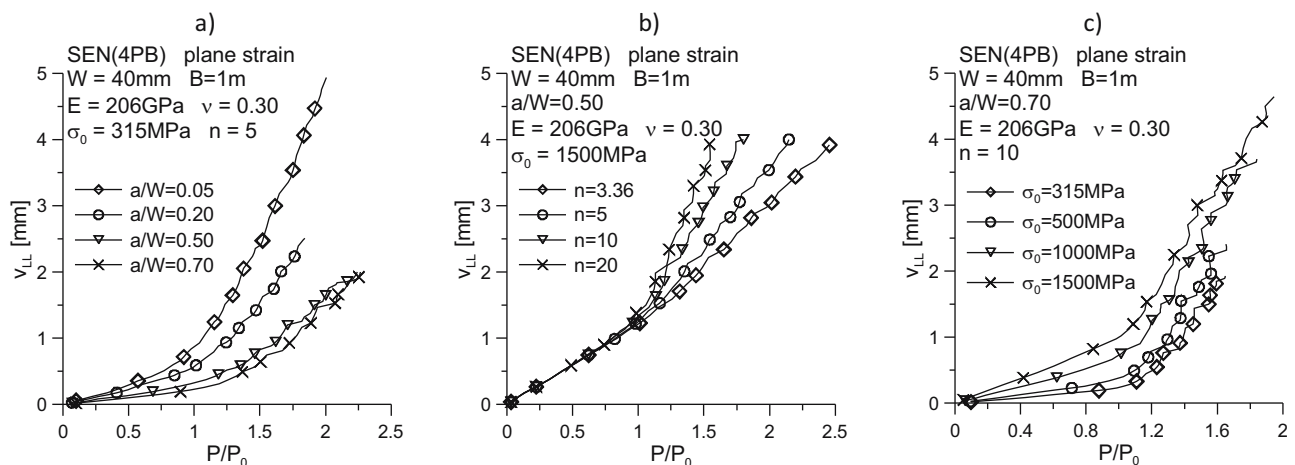 a)
SEN(4PB) plane strain
W = 40mm B=1m
E = 206GPa ν = 0.30
σ0 = 315MPa n = 5
a/W=0.05
a/W=0.20
a/W=0.50
a/W=0.70
vLL [mm]
5
4
3
2
1
0
0 0.5 1 1.5 2 2.5
P/P0
b)
SEN(4PB) plane strain
W = 40mm B=1m
a/W=0.50
E = 206GPa ν = 0.30
σ0 = 1500MPa
n=3.36
n=5
n=10
n=20
vLL [mm]
5
4
3
2
1
0
0 0.5 1 1.5 2 2.5
P/P0
c)
SEN(4PB) plane strain
W = 40mm B=1m
a/W=0.70
E = 206GPa ν = 0.30
n = 10
σ0=315MPa
σ0=500MPa
σ0=1000MPa
σ0=1500MPa
vLL [mm]
5
4
3
2
1
0
0 0.4 0.8 1.2 1.6 2
P/P0